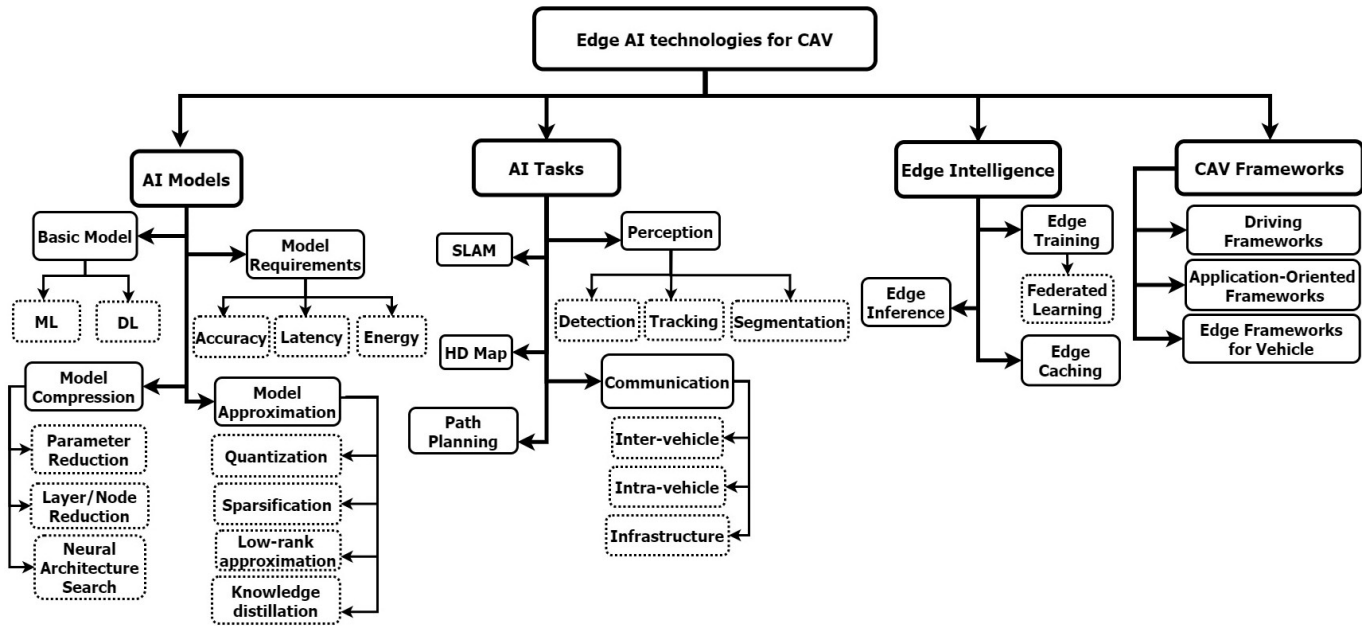 Edge AI technologies for CAV
AI Models
AI Tasks
Edge Intelligence
CAV Frameworks
Basic Model
ML
DL
Model
Requirements
Accuracy
Latency
Energy
Model
Compression
Parameter
Reduction
Layer/Node
Reduction
Neural
Architecture
Search
Model
Approximation
Quantization
Sparsification
Low-rank
approximation
Knowledge
distillation
SLAM
HD Map
Path
Planning
Perception
Detection
Tracking
Segmentation
Communication
Inter-vehicle
Intra-vehicle
Infrastructure
Edge
Inference
Edge
Training
Federated
Learning
Edge
Caching
Driving
Frameworks
Application-Oriented
Frameworks
Edge Frameworks
for Vehicle